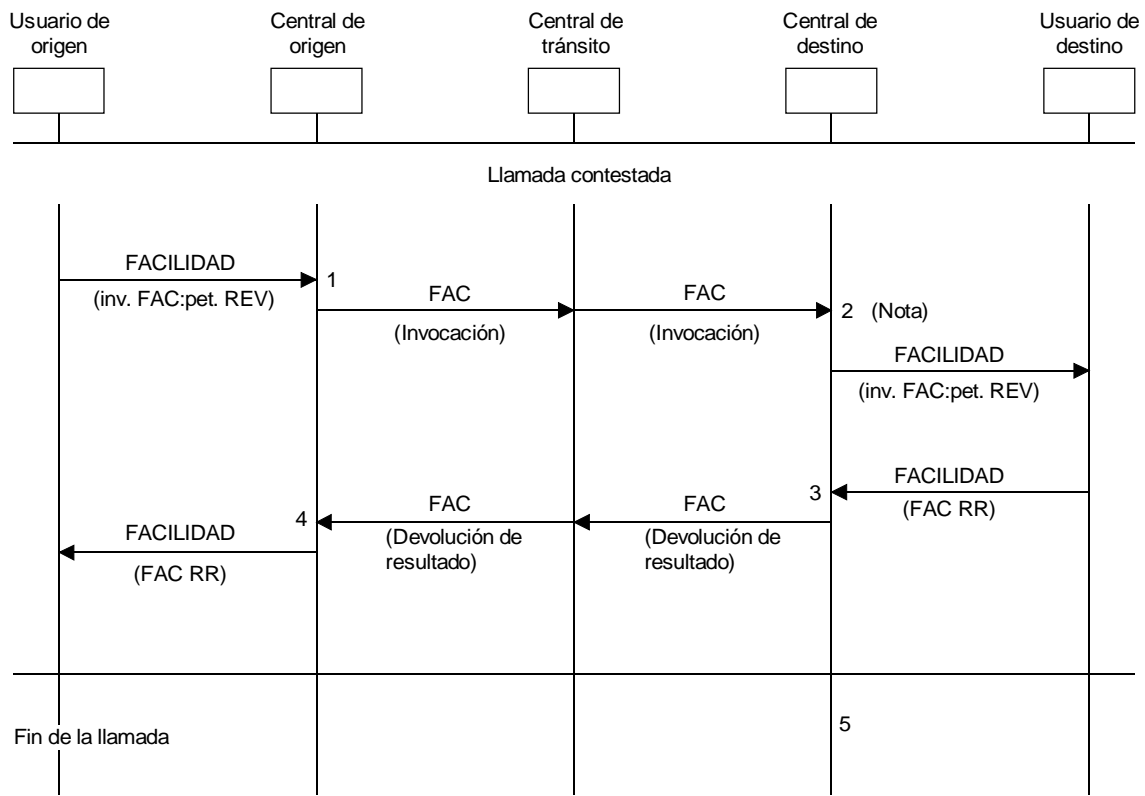 Usuario de
origen
Central de
origen
Central de
tránsito
Central de
destino
Usuario de
destino
Llamada contestada
FACILIDAD
(inv. FAC:pet. REV)
1
FAC
(Invocación)
FAC
(Invocación)
2 (Nota)
FACILIDAD
(inv. FAC:pet. REV)
FACILIDAD
(FAC RR)
3
FAC
(Devolución de
resultado)
FAC
(Devolución de
resultado)
4
FACILIDAD
(FAC RR)
Fin de la llamada
5